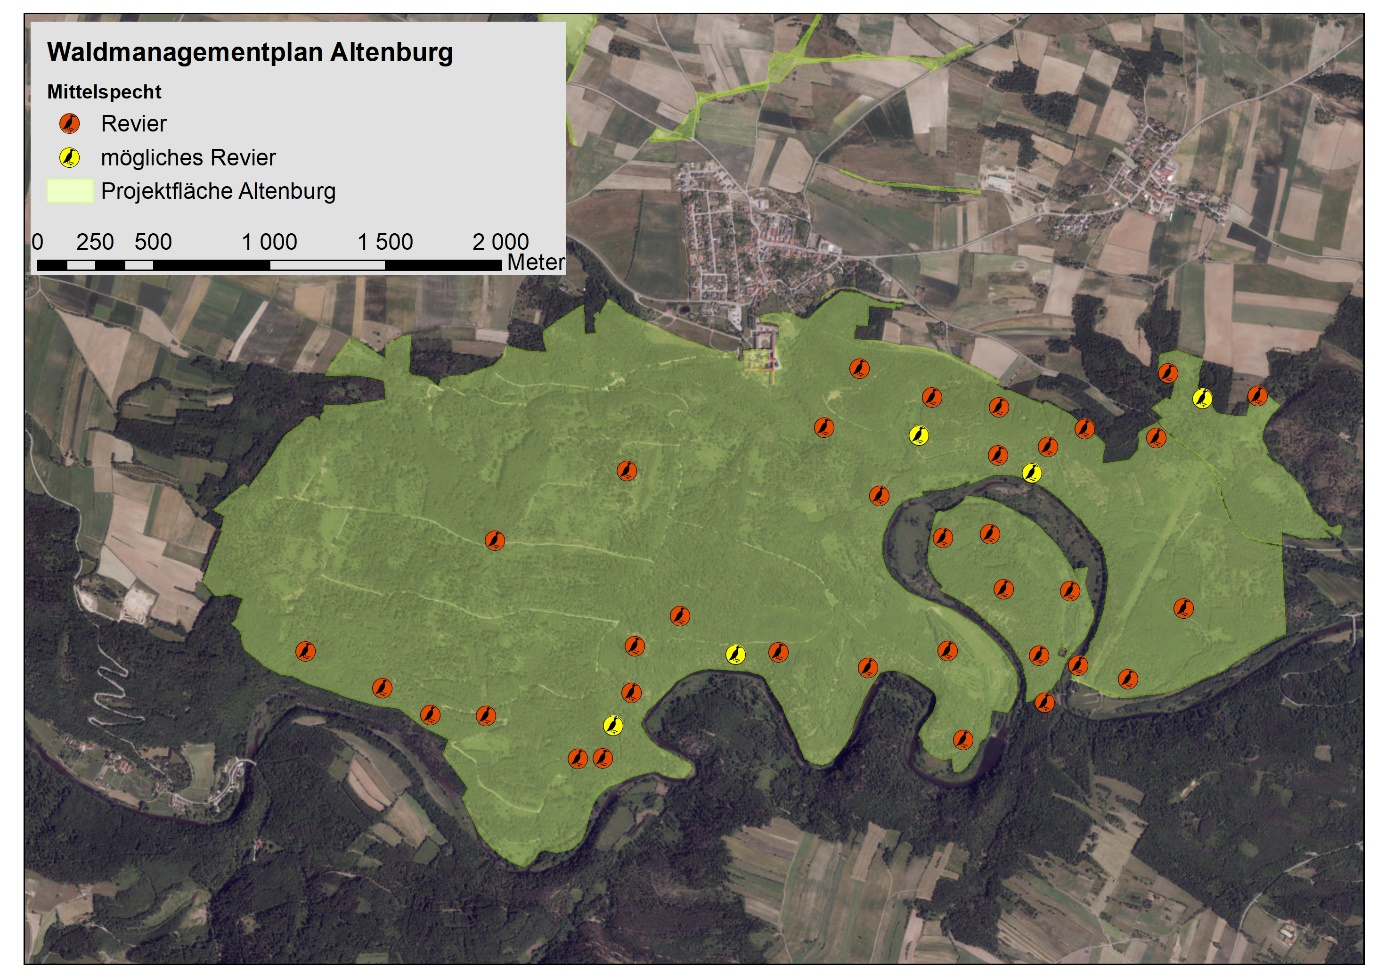 Waldmanagementplan Altenburg
Mittelspecht
Revier
mögliches Revier
Projektfläche Altenburg
0 250 500 1 000 1 500 2 000
Meter